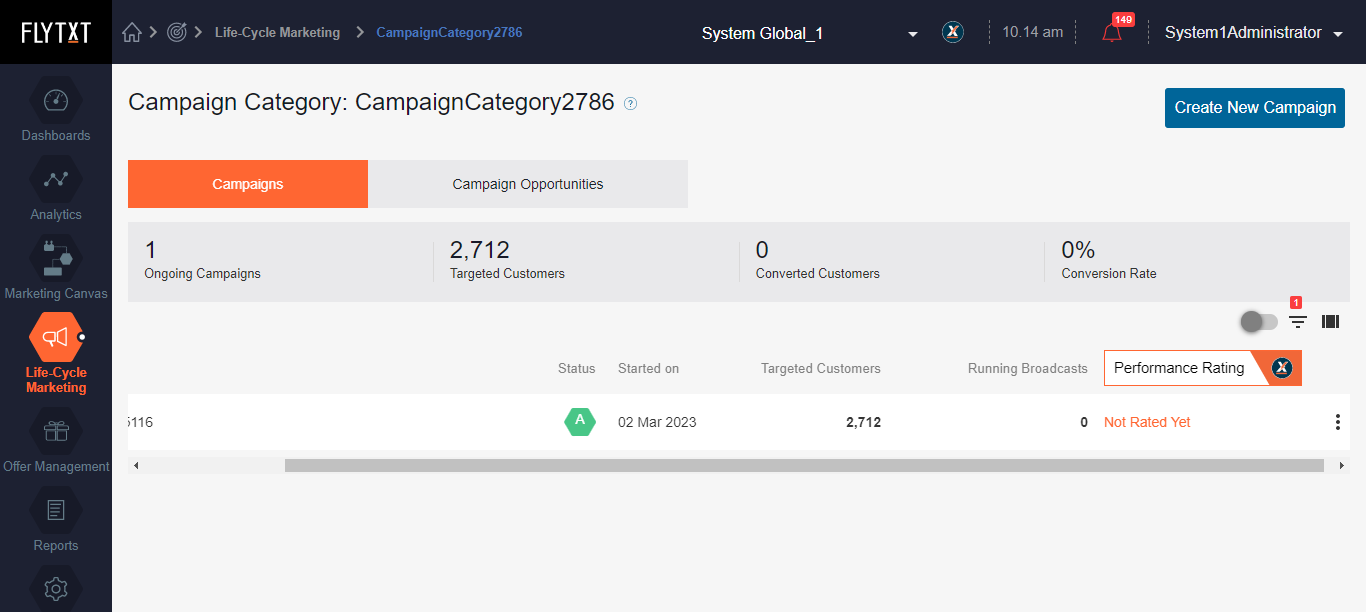 FLYTXT
Life-Cycle Marketing
CampaignCategory2786
System Global_1
X
10.14 am
149
System1Administrator
Dashboards
Analytics
Marketing Canvas
Life-Cycle
Marketing
Offer Management
Reports
Campaign Category: CampaignCategory2786 ?
Create New Campaign
Campaigns
Campaign Opportunities
1
Ongoing Campaigns
2,712
Targeted Customers
0
Converted Customers
0%
Conversion Rate
1
Status
Started on
Targeted Customers
Running Broadcasts
Performance Rating
X
5116
A
02 Mar 2023
2,712
0
Not Rated Yet